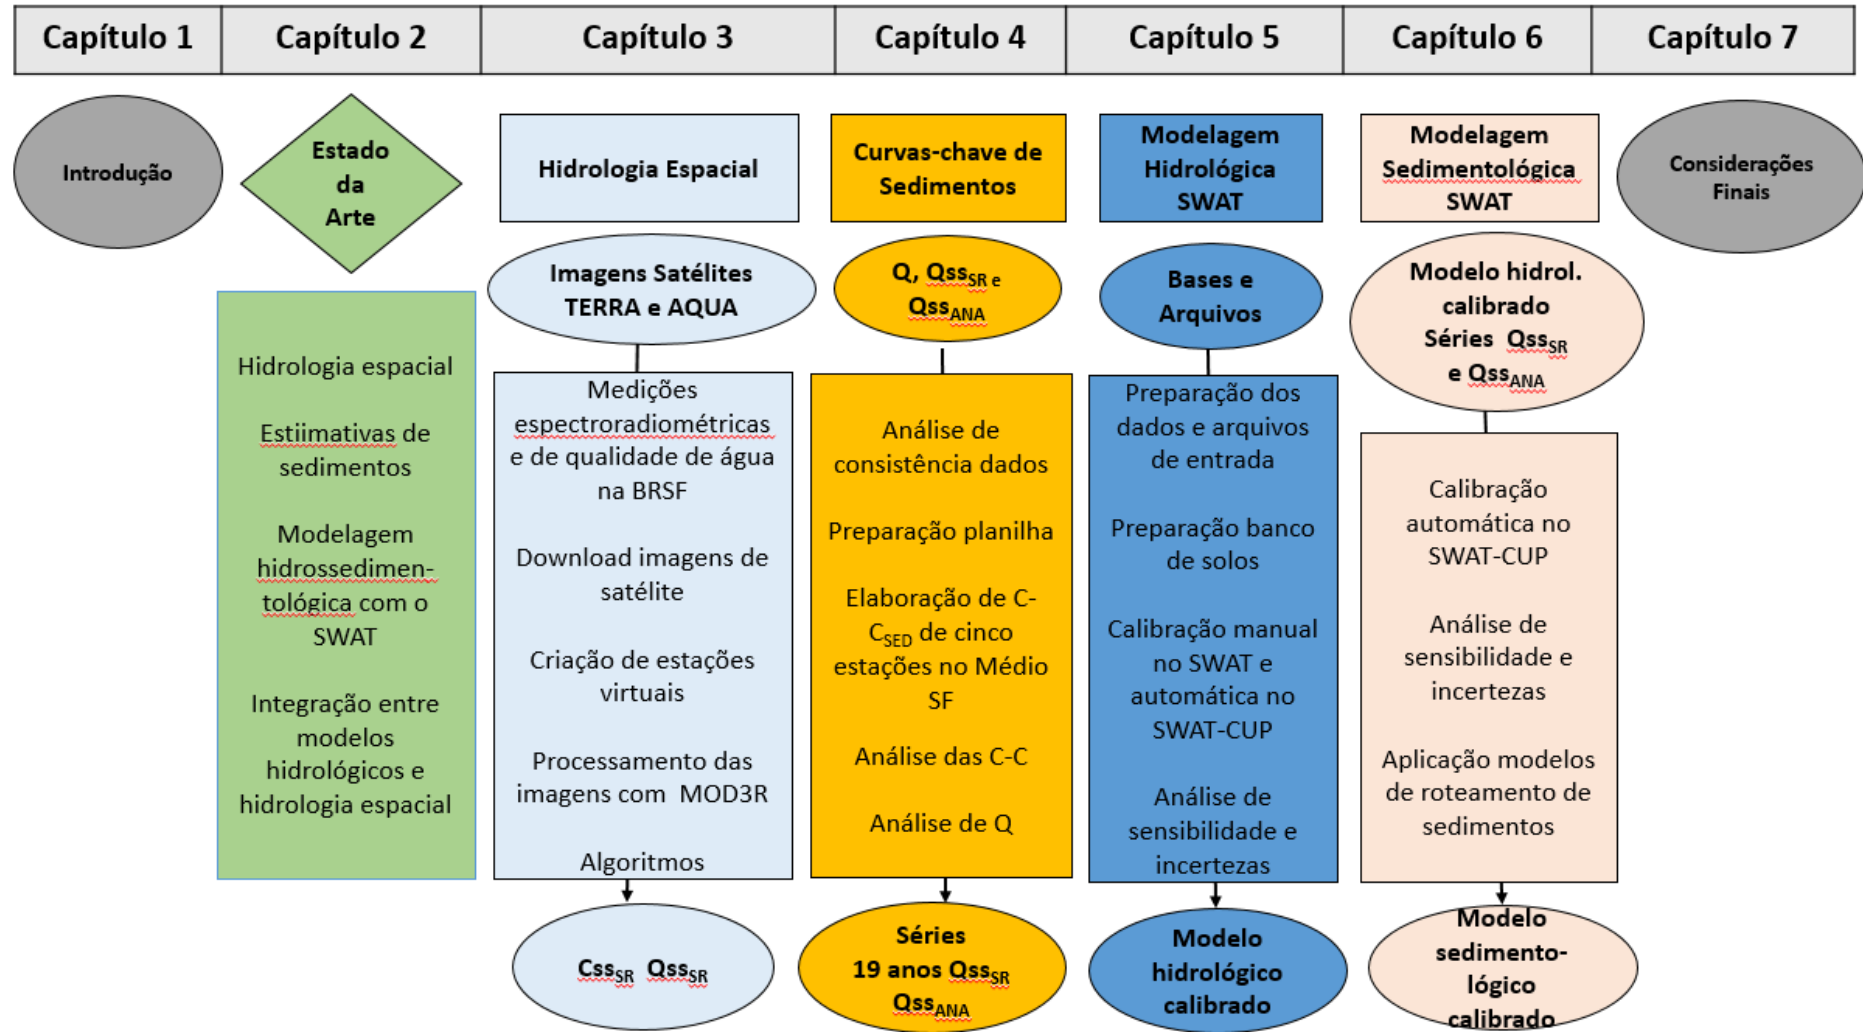 Capítulo 1
Capítulo 2
Capítulo 3
Capítulo 4
Capítulo 5
Capítulo 6
Capítulo 7
Introdução
Estado
da
Arte
Hidrologia espacial
Estiimativas de
sedimentos
Modelagem
hidrossedimen-
tológica com o
SWAT
Integração entre
modelos
hidrológicos e
hidrologia espacial
Hidrologia Espacial
Imagens Satélites
TERRA e AQUA
Medições
espectroradiométricas
e de qualidade de água
na BRSF
Download imagens de
satélite
Criação de estações
virtuais
Processamento das
imagens com MOD3R
Algoritmos
CssSR QssSR
Curvas-chave de
Sedimentos
Q, QssSR e
QssANA
Análise de
consistência dados
Preparação planilha
Elaboração de C-
CSED de cinco
estações no Médio
SF
Análise das C-C
Análise de Q
Séries
19 anos QssSR
QssANA
Modelagem
Hidrológica
SWAT
Bases e
Arquivos
Preparação dos
dados e arquivos
de entrada
Preparação banco
de solos
Calibração manual
no SWAT e
automática no
SWAT-CUP
Análise de
sensibilidade e
incertezas
Modelo
hidrológico
calibrado
Modelagem
Sedimentológica
SWAT
Modelo hidrol.
calibrado
Séries QssSR
e QssANA
Calibração
automática no
SWAT-CUP
Análise de
sensibilidade e
incertezas
Aplicação modelos
de roteamento de
sedimentos
Modelo
sedimento-
lógico
calibrado
Considerações
Finais